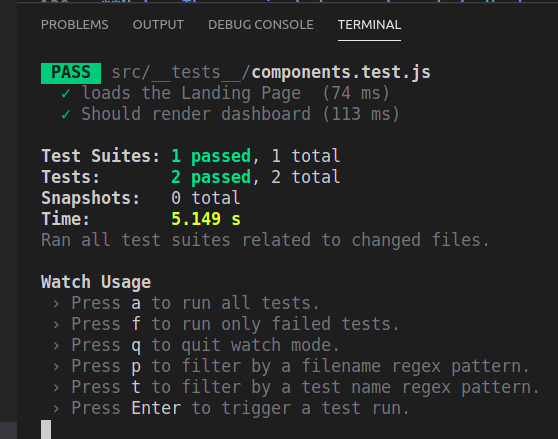 PROBLEMS OUTPUT DEBUG CONSOLE TERMINAL
PASS src/__tests__/components.test.js
✓ loads the Landing Page (74 ms)
✓ Should render dashboard (113 ms)
Test Suites: 1 passed, 1 total
Tests: 2 passed, 2 total
Snapshots: 0 total
Time: 5.149 s
Ran all test suites related to changed files.
Watch Usage
› Press a to run all tests.
› Press f to run only failed tests.
› Press q to quit watch mode.
› Press p to filter by a filename regex pattern.
› Press t to filter by a test name regex pattern.
› Press Enter to trigger a test run.